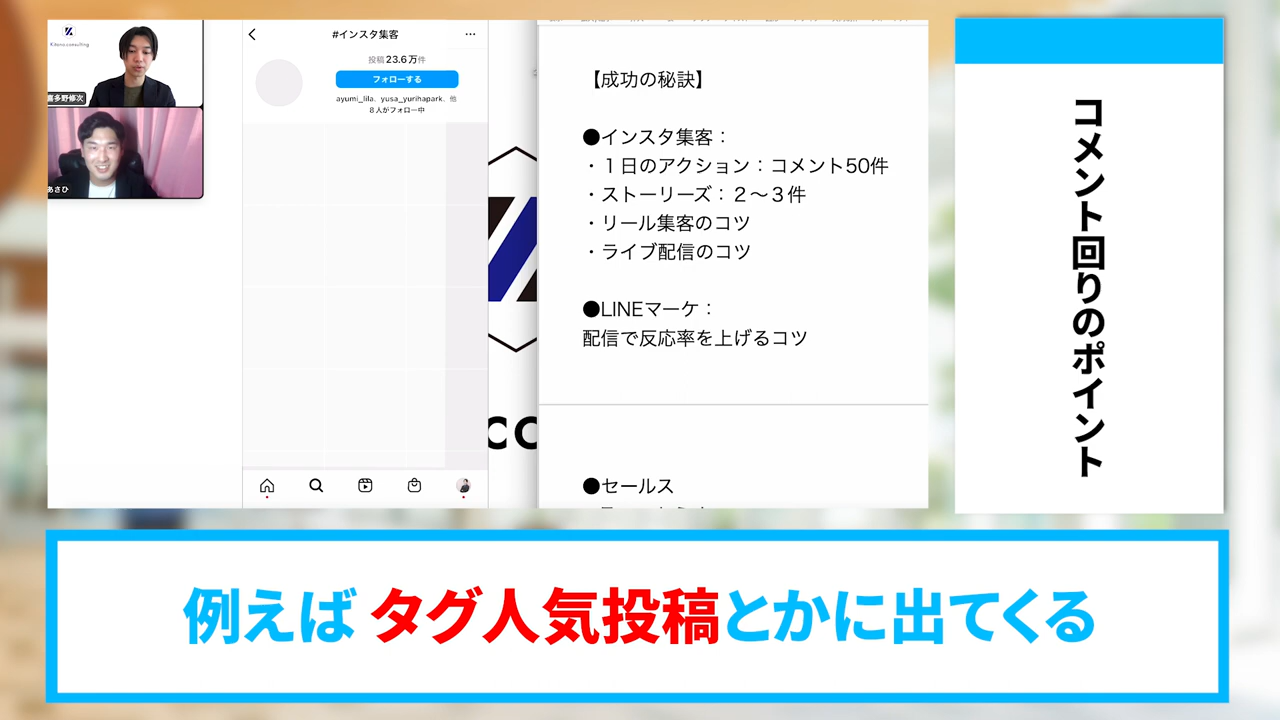 Kitano consulting
喜多野修次
あさひ
#インスタ集客
投稿23.6万件
フォローする
ayumi_lila、yusa_yurihapark、他
8人がフォロー中
CO
【成功の秘訣】
●インスタ集客：
・１日のアクション：コメント50件
・ストーリーズ：２〜３件
・リール集客のコツ
・ライブ配信のコツ
●LINEマーケ：
配信で反応率を上げるコツ
●セールス
コメント回りのポイント
例えば タグ人気投稿とかに出てくる